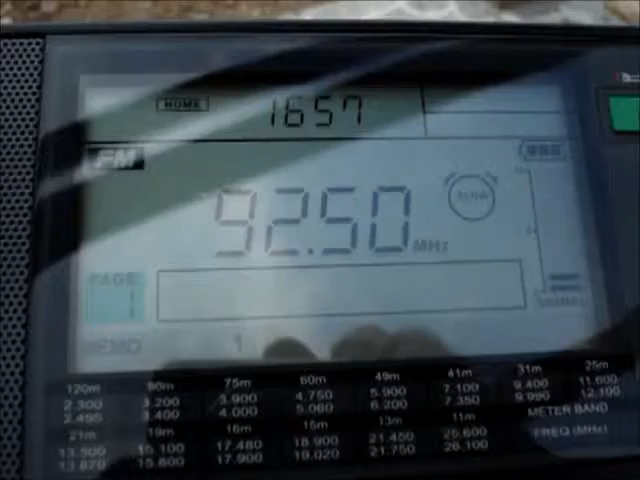 HOME 1657
FM
92.50 MHz
SLOW
PAGE
1
MEMO 1
SIGNAL
120m 90m 75m 60m 49m 41m 31m 25m
2.300 3.200 3.900 4.750 5.900 7.100 9.400 11.600
2.495 3.400 4.000 5.060 6.200 7.350 9.990 12.100
21m 19m 16m 15m 13m 11m METER BAND
13.500 15.100 17.480 18.900 21.450 25.600 FREQ (MHz)
13.870 15.800 17.900 19.020 21.750 26.100